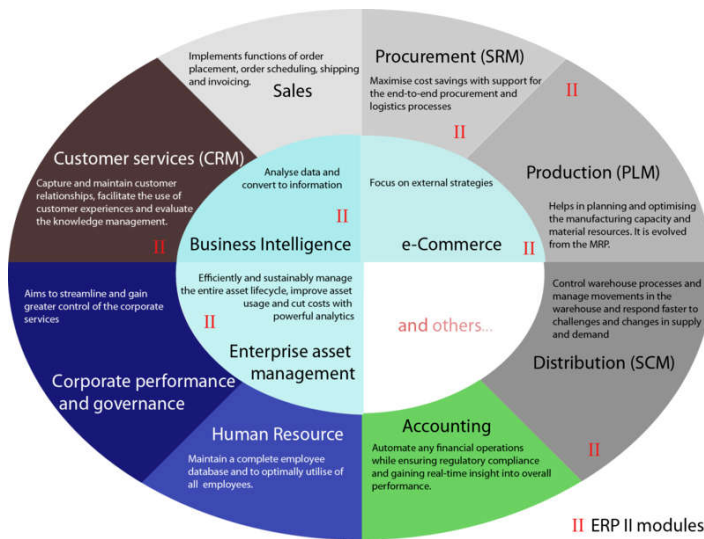 Implements functions of order
placement, order scheduling, shipping
and invoicing.
Sales
Procurement (SRM)
Maximise cost savings with support for
the end-to-end procurement and
logistics processes
II
II
Customer services (CRM)
Capture and maintain customer
relationships, facilitate the use of
customer experiences and evaluate
the knowledge management.
II
Analyse data and
convert to information
II
Business Intelligence
Focus on external strategies
e-Commerce
II
Production (PLM)
Helps in planning and optimising
the manufacturing capacity and
material resources. It is evolved
from the MRP.
Aims to streamline and gain
greater control of the corporate
services
Corporate performance
and governance
Efficiently and sustainably manage
the entire asset lifecycle, improve asset
usage and cut costs with
powerful analytics
II
Enterprise asset
management
and others...
Control warehouse processes and
manage movements in the
warehouse and respond faster to
challenges and changes in supply
and demand
Distribution (SCM)
II
Human Resource
Maintain a complete employee
database and to optimally utilise of
all employees.
Accounting
Automate any financial operations
while ensuring regulatory compliance
and gaining real-time insight into overall
performance.
II ERP II modules